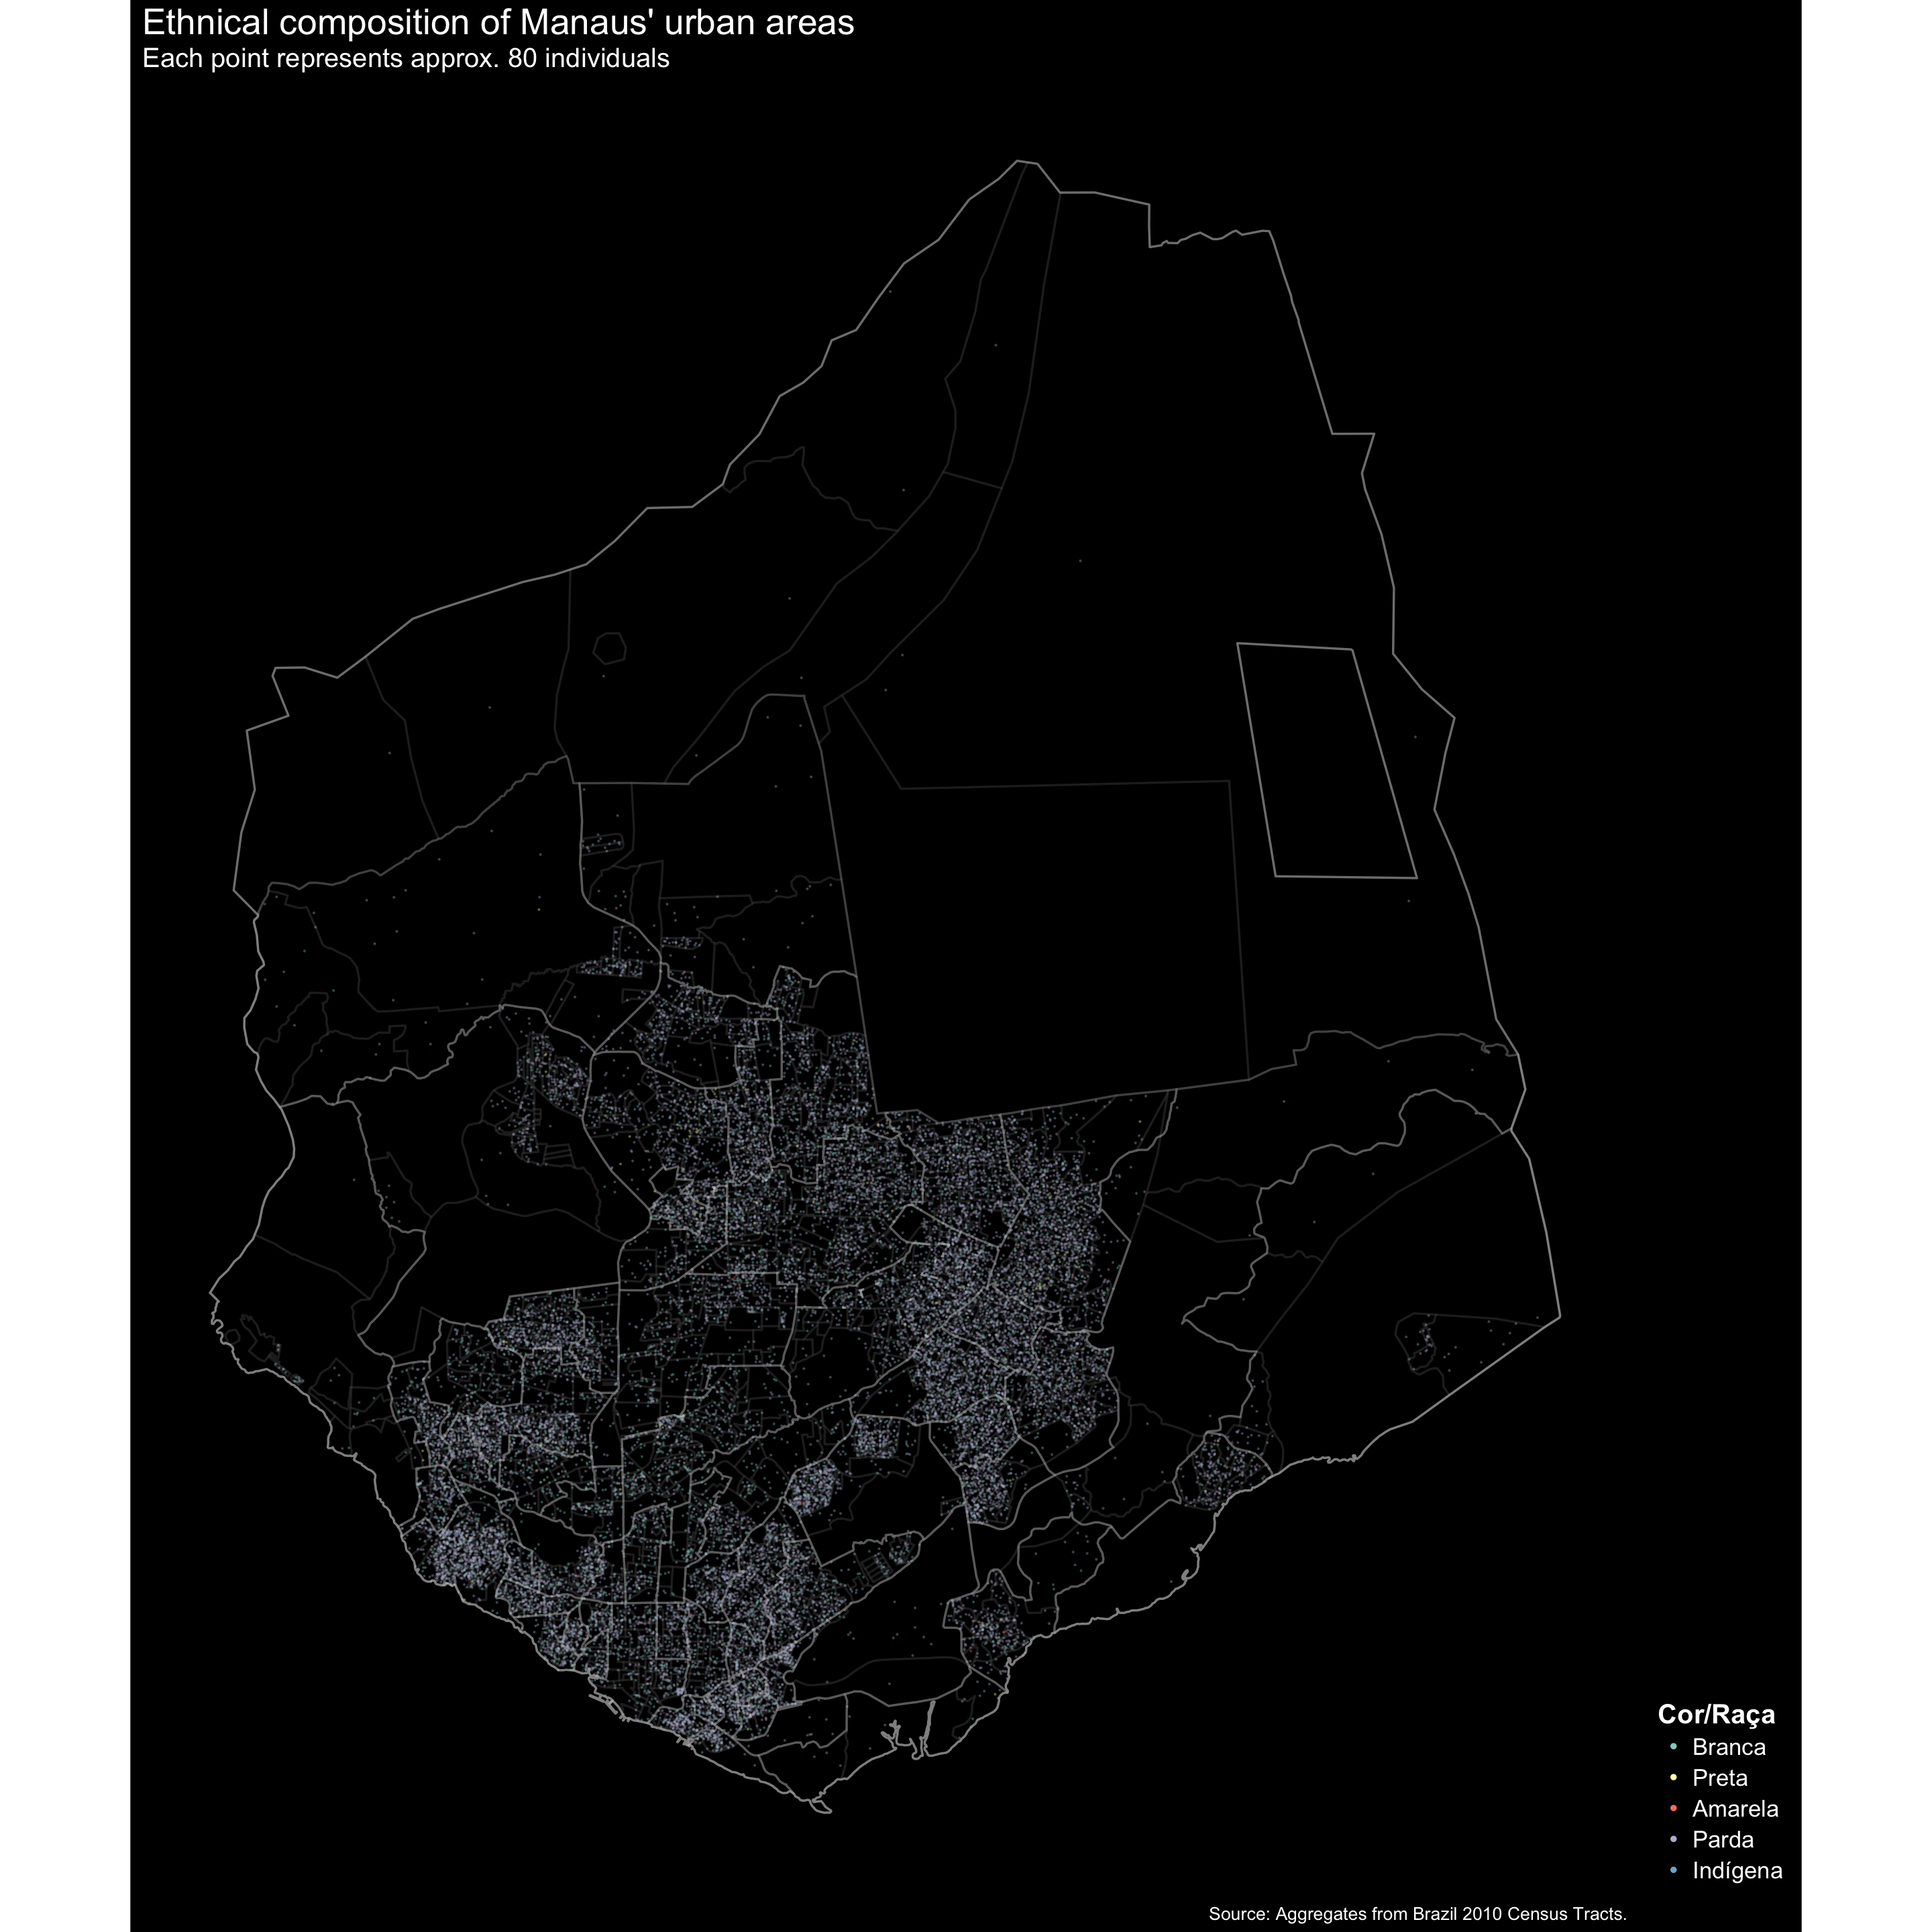 Ethnical composition of Manaus' urban areas
Each point represents approx. 80 individuals
Cor/Raça
Branca
Preta
Amarela
Parda
Indígena
Source: Aggregates from Brazil 2010 Census Tracts.